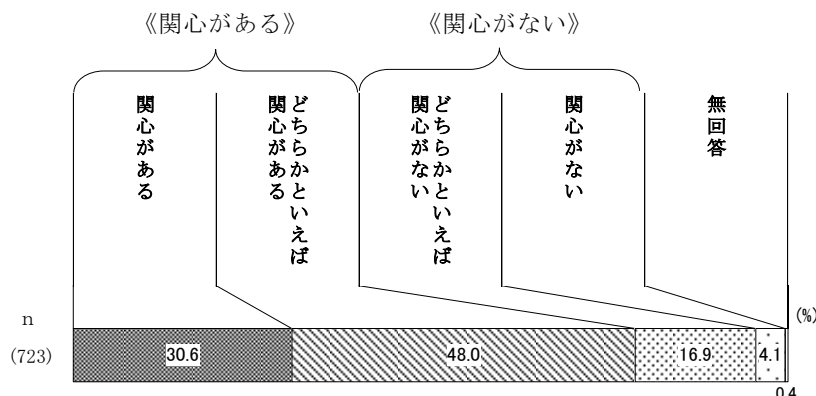 《関心がある》
《関心がない》
関心がある
どちらかといえば
関心がある
どちらかといえば
関心がない
関心がない
無回答
(%)
n
(723)
30.6
48.0
16.9
4.1
0.4